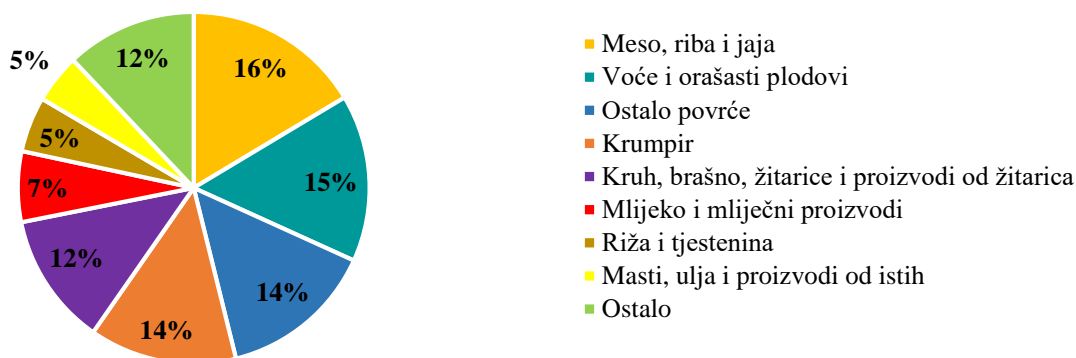 16%
15%
14%
14%
12%
7%
5%
5%
12%
Meso, riba i jaja
Voće i orašasti plodovi
Ostalo povrće
Krumpir
Kruh, brašno, žitarice i proizvodi od žitarica
Mlijeko i mliječni proizvodi
Riža i tjestenina
Masti, ulja i proizvodi od istih
Ostalo